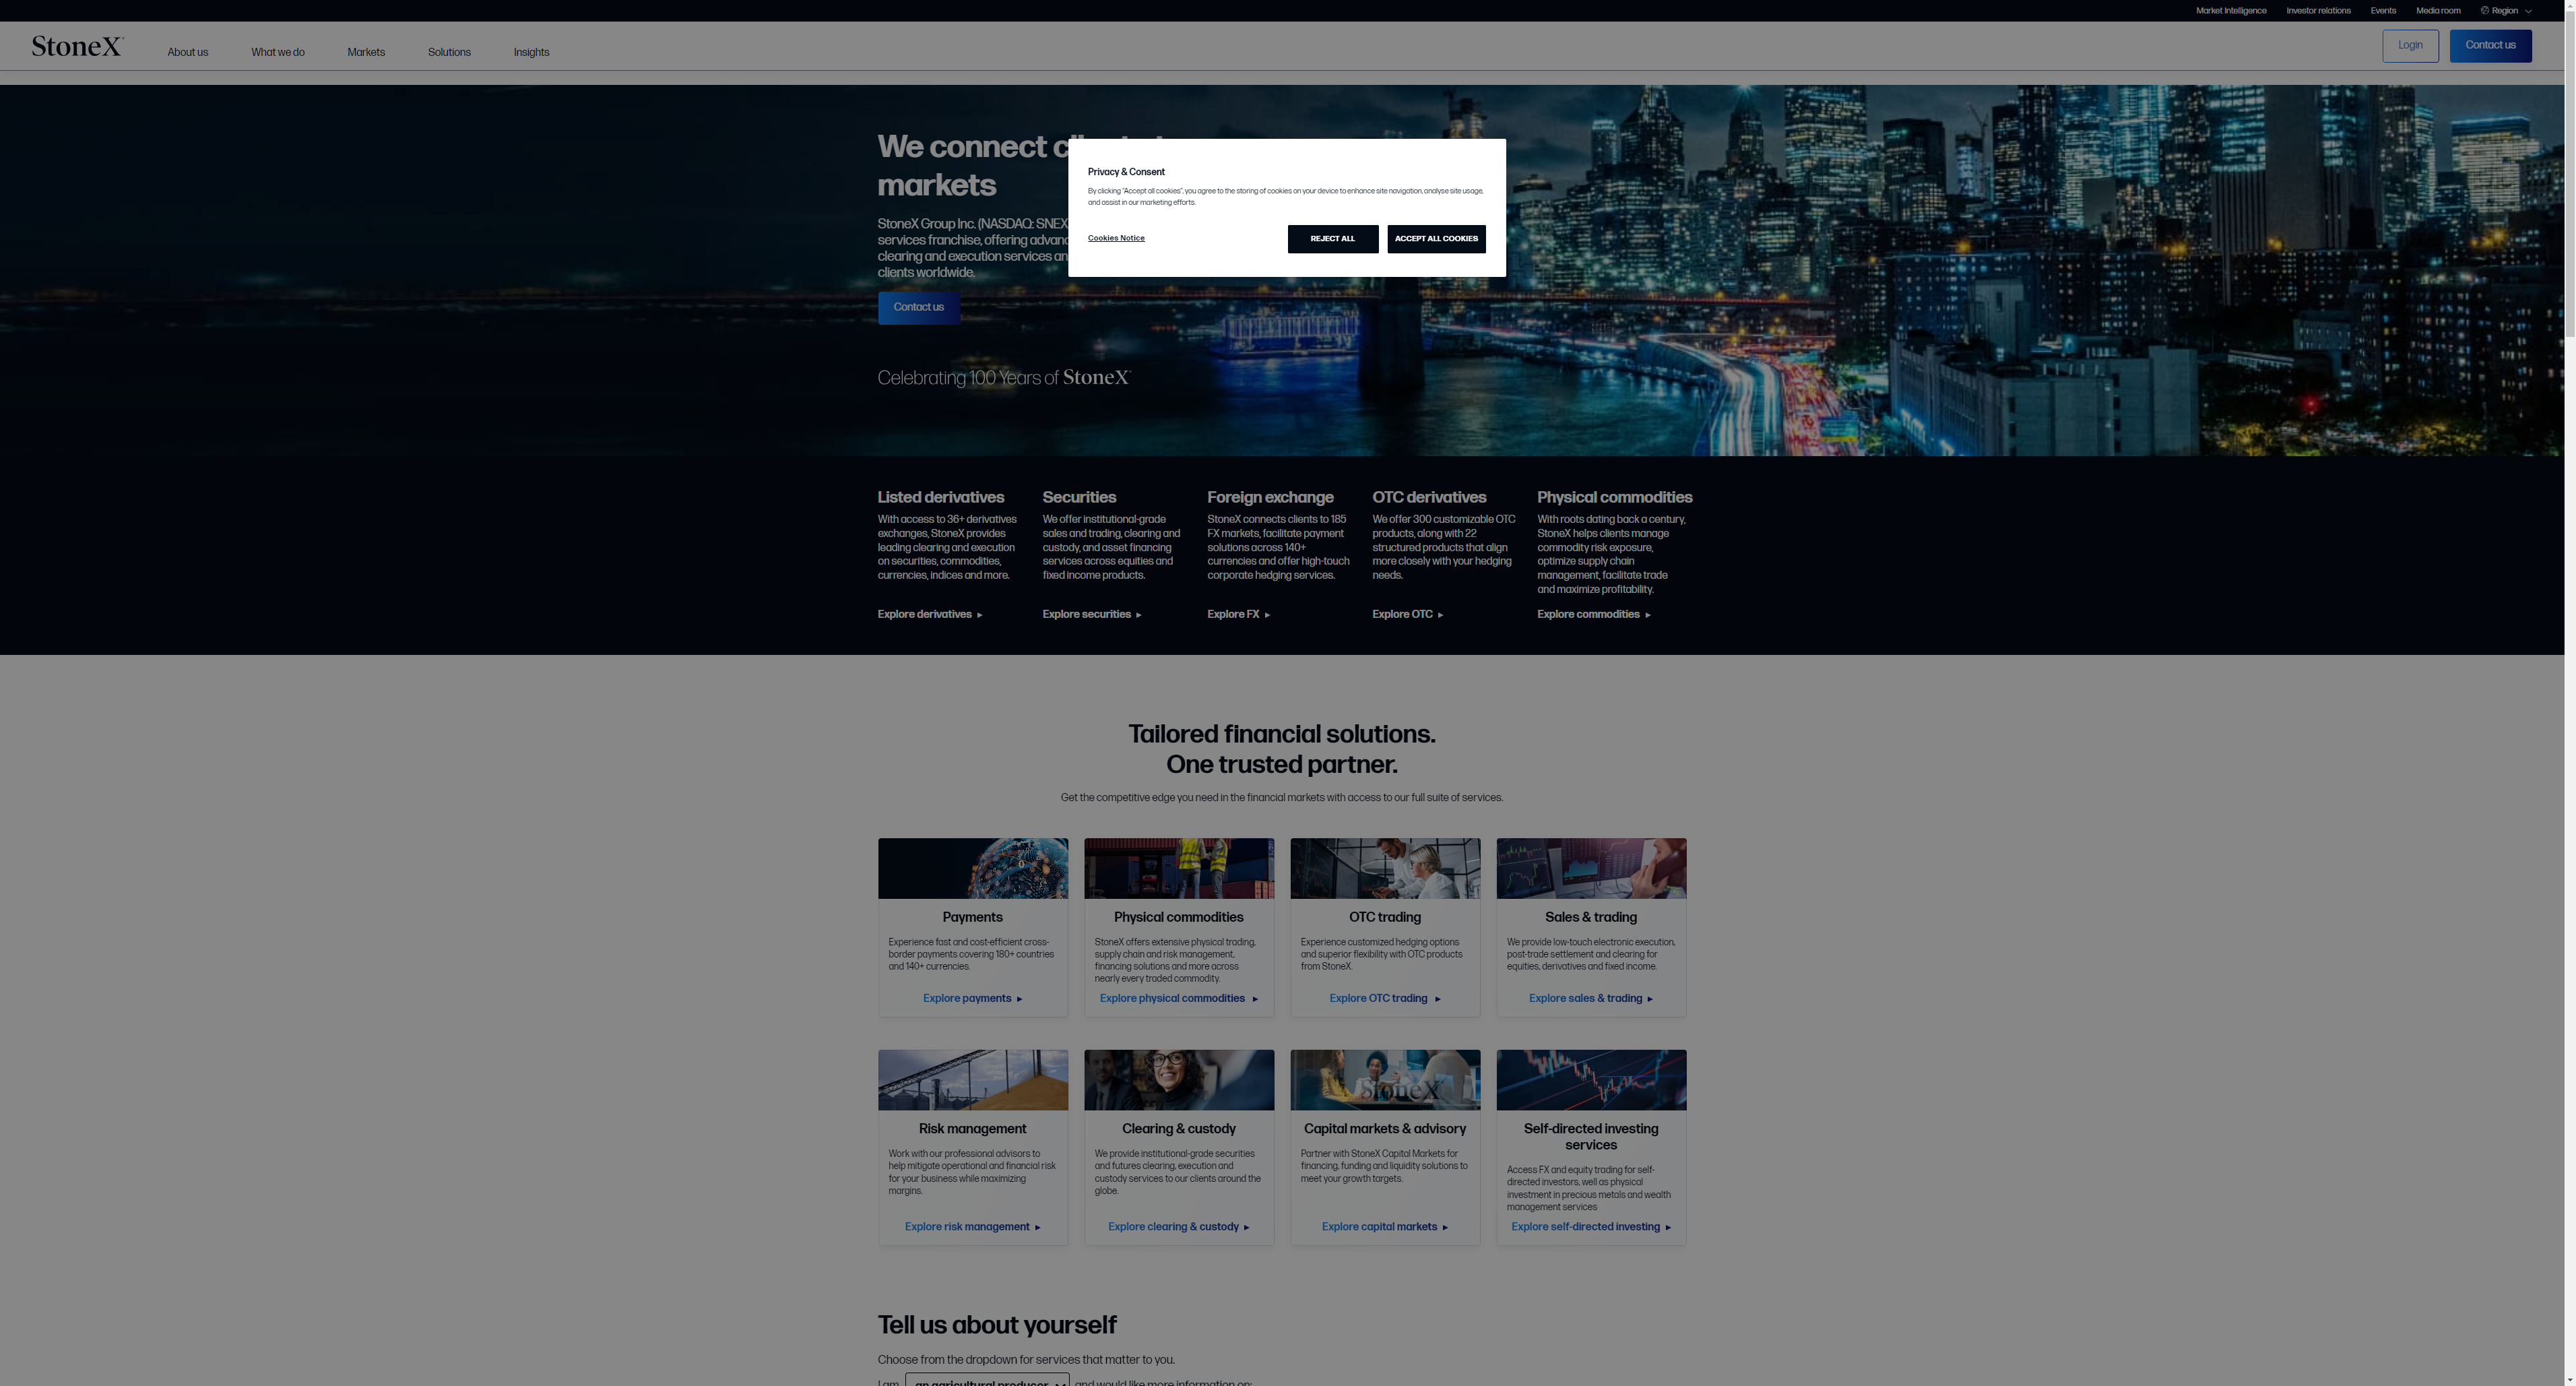 Market Intelligence
Investor relations
Events
Media room
Region
StoneX
About us
What we do
Markets
Solutions
Insights
Login
Contact us
We connect clients t
markets
StoneX Group Inc. (NASDAQ: SNEX
services franchise, offering advanc
clearing and execution services an
clients worldwide.
Contact us
Celebrating 100 Years of StoneX
Privacy & Consent
By clicking “Accept all cookies”, you agree to the storing of cookies on your device to enhance site navigation, analyse site usage,
and assist in our marketing efforts.
Cookies Notice
REJECT ALL
ACCEPT ALL COOKIES
Listed derivatives
With access to 36+ derivatives
exchanges, StoneX provides
leading clearing and execution
on securities, commodities,
currencies, indices and more.
Explore derivatives ▸
Securities
We offer institutional-grade
sales and trading, clearing and
custody, and asset financing
services across equities and
fixed income products.
Explore securities ▸
Foreign exchange
StoneX connects clients to 185
FX markets, facilitate payment
solutions across 140+
currencies and offer high-touch
corporate hedging services.
Explore FX ▸
OTC derivatives
We offer 300 customizable OTC
products, along with 22
structured products that align
more closely with your hedging
needs.
Explore OTC ▸
Physical commodities
With roots dating back a century,
StoneX helps clients manage
commodity risk exposure,
optimize supply chain
management, facilitate trade
and maximize profitability.
Explore commodities ▸
Tailored financial solutions.
One trusted partner.
Get the competitive edge you need in the financial markets with access to our full suite of services.
Payments
Experience fast and cost-efficient cross-
border payments covering 180+ countries
and 140+ currencies.
Explore payments ▸
Physical commodities
StoneX offers extensive physical trading,
supply chain and risk management,
financing solutions and more across
nearly every traded commodity.
Explore physical commodities ▸
OTC trading
Experience customized hedging options
and superior flexibility with OTC products
from StoneX.
Explore OTC trading ▸
Sales & trading
We provide low-touch electronic execution,
post-trade settlement and clearing for
equities, derivatives and fixed income.
Explore sales & trading ▸
Risk management
Work with our professional advisors to
help mitigate operational and financial risk
for your business while maximizing
margins.
Explore risk management ▸
Clearing & custody
We provide institutional-grade securities
and futures clearing, execution and
custody services to our clients around the
globe.
Explore clearing & custody ▸
StoneX
Capital markets & advisory
Partner with StoneX Capital Markets for
financing, funding and liquidity solutions to
meet your growth targets.
Explore capital markets ▸
Self-directed investing
services
Access FX and equity trading for self-
directed investors, well as physical
investment in precious metals and wealth
management services
Explore self-directed investing ▸
Tell us about yourself
Choose from the dropdown for services that matter to you.
I am an agricultural producer and would like more information on: